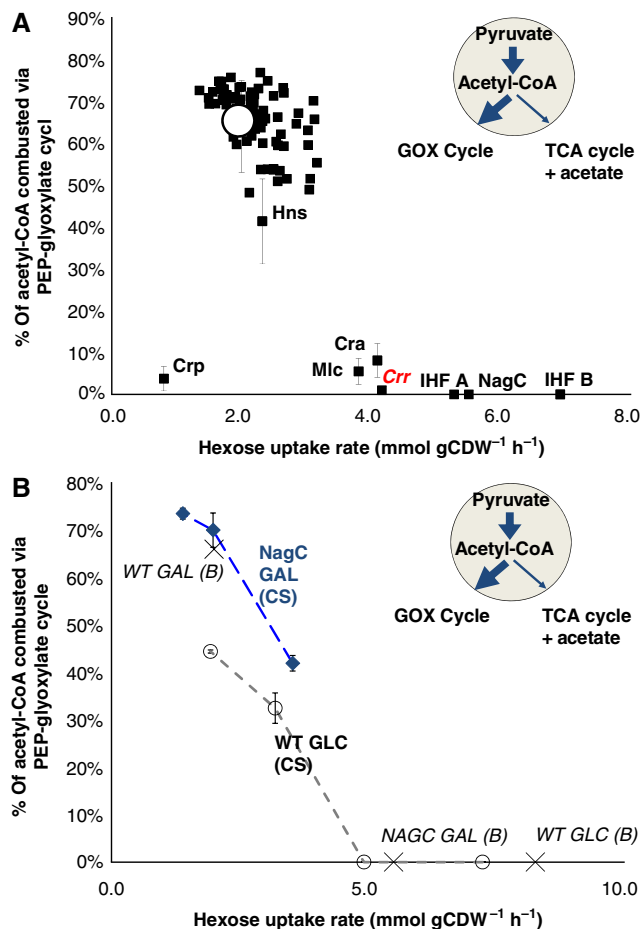 A
% Of acetyl-CoA combusted via
PEP-glyoxylate cycl
90%
80%
70%
60%
50%
40%
30%
20%
10%
0%
Hns
Crp
Mlc
Cra
Crr
IHF A
NagC
IHF B
Pyruvate
Acetyl-CoA
GOX Cycle
TCA cycle
+ acetate
0.0
2.0
4.0
6.0
8.0
Hexose uptake rate (mmol gCDW⁻¹ h⁻¹)
B
% Of acetyl-CoA combusted via
PEP-glyoxylate cycle
80%
70%
60%
50%
40%
30%
20%
10%
0%
WT GAL (B)
NagC
GAL
(CS)
WT GLC
(CS)
NAGC GAL (B)
WT GLC (B)
Pyruvate
Acetyl-CoA
GOX Cycle
TCA cycle
+ acetate
0.0
5.0
10.0
Hexose uptake rate (mmol gCDW⁻¹ h⁻¹)